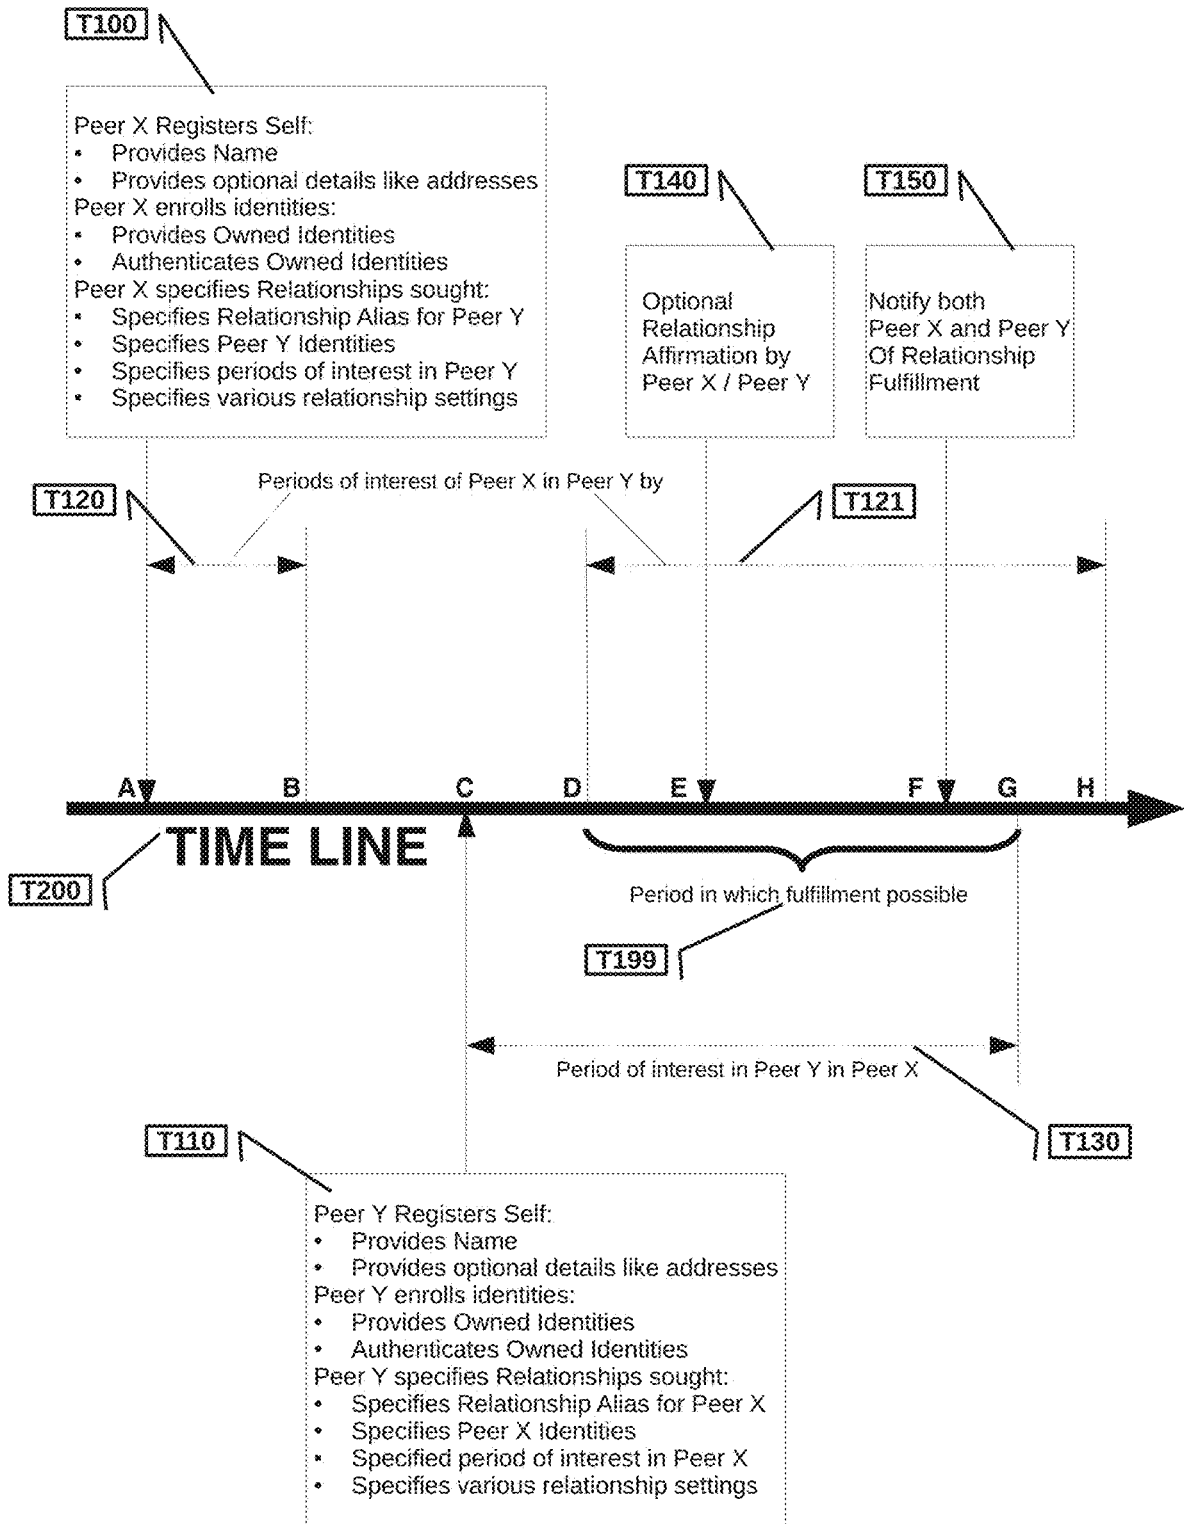 T100
Peer X Registers Self:
• Provides Name
• Provides optional details like addresses
Peer X enrolls identities:
• Provides Owned Identities
• Authenticates Owned Identities
Peer X specifies Relationships sought:
• Specifies Relationship Alias for Peer Y
• Specifies Peer Y Identities
• Specifies periods of interest in Peer Y
• Specifies various relationship settings
T140
Optional
Relationship
Affirmation by
Peer X / Peer Y
T150
Notify both
Peer X and Peer Y
Of Relationship
Fulfillment
T120
Periods of interest of Peer X in Peer Y by
T121
A B C D E F G H
TIME LINE
T200
Period in which fulfillment possible
T199
Period of interest in Peer Y in Peer X
T130
T110
Peer Y Registers Self:
• Provides Name
• Provides optional details like addresses
Peer Y enrolls identities:
• Provides Owned Identities
• Authenticates Owned Identities
Peer Y specifies Relationships sought:
• Specifies Relationship Alias for Peer X
• Specifies Peer X Identities
• Specified period of interest in Peer X
• Specifies various relationship settings